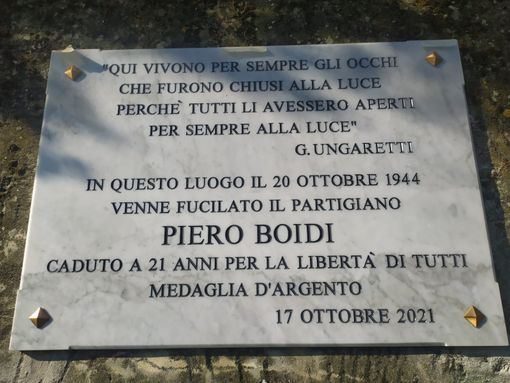 "QUI VIVONO PER SEMPRE GLI OCCHI
CHE FURONO CHIUSI ALLA LUCE
PERCHE` TUTTI LI AVESSERO APERTI
PER SEMPRE ALLA LUCE"
G. UNGARETTI
IN QUESTO LUOGO IL 20 OTTOBRE 1944
VENNE FUCILATO IL PARTIGIANO
PIERO BOIDI
CADUTO A 21 ANNI PER LA LIBERTÀ DI TUTTI
MEDAGLIA D'ARGENTO
17 OTTOBRE 2021